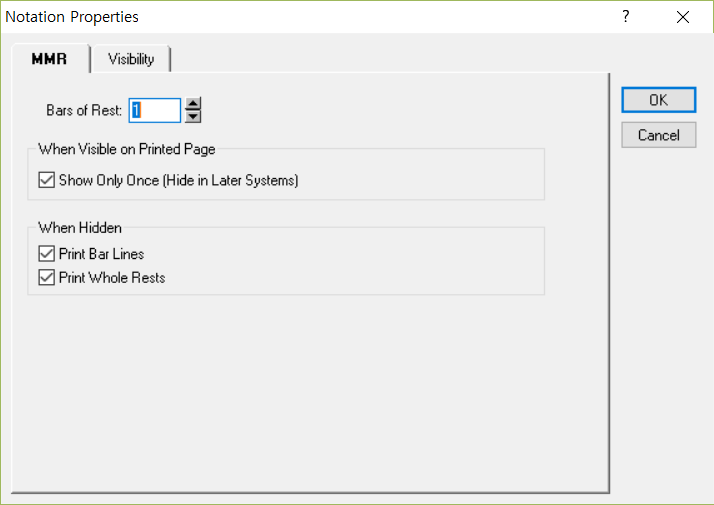 Notation Properties
?
MMR
Visibility
Bars of Rest: 1
OK
Cancel
When Visible on Printed Page
Show Only Once (Hide in Later Systems)
When Hidden
Print Bar Lines
Print Whole Rests